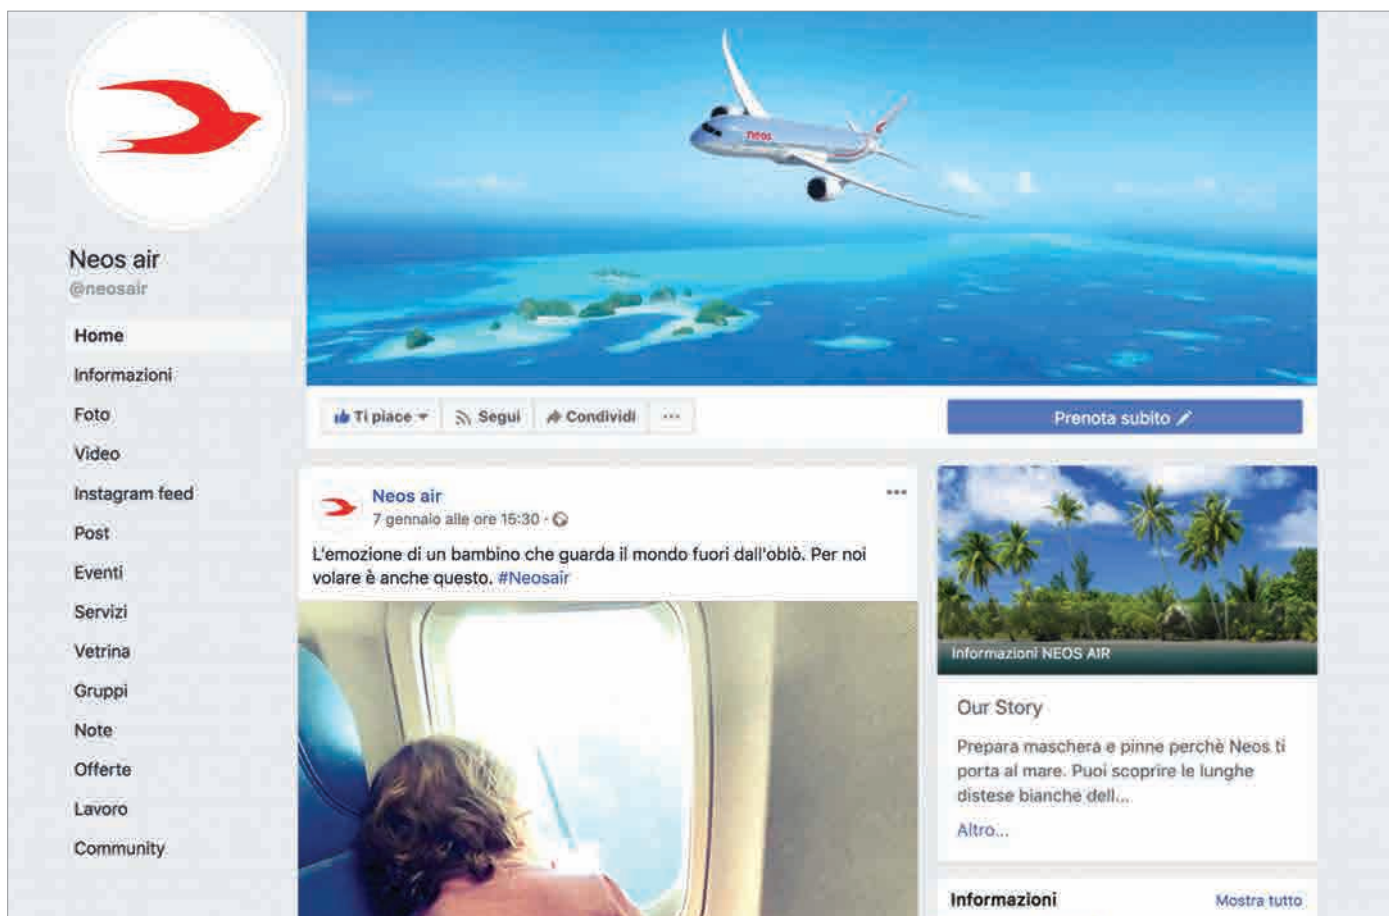 neos
Neos air
@neosair
Home
Informazioni
Foto
Video
Instagram feed
Post
Eventi
Servizi
Vetrina
Gruppi
Note
Offerte
Lavoro
Community
Ti piace
Segui
Condividi
...
Prenota subito
Neos air
7 gennaio alle ore 15:30 ·
L'emozione di un bambino che guarda il mondo fuori dall'oblò. Per noi
volare è anche questo. #Neosair
Informazioni NEOS AIR
Our Story
Prepara maschera e pinne perchè Neos ti
porta al mare. Puoi scoprire le lunghe
distese bianche dell...
Altro...
Informazioni
Mostra tutto